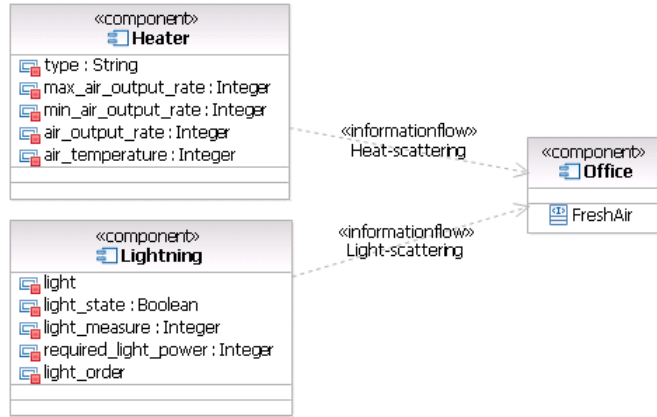 «component»
Heater
type : String
max_air_output_rate : Integer
min_air_output_rate : Integer
air_output_rate : Integer
air_temperature : Integer
«informationflow»
Heat-scattering
«component»
Office
FreshAir
«informationflow»
Light-scattering
«component»
Lightning
light
light_state : Boolean
light_measure : Integer
required_light_power : Integer
light_order